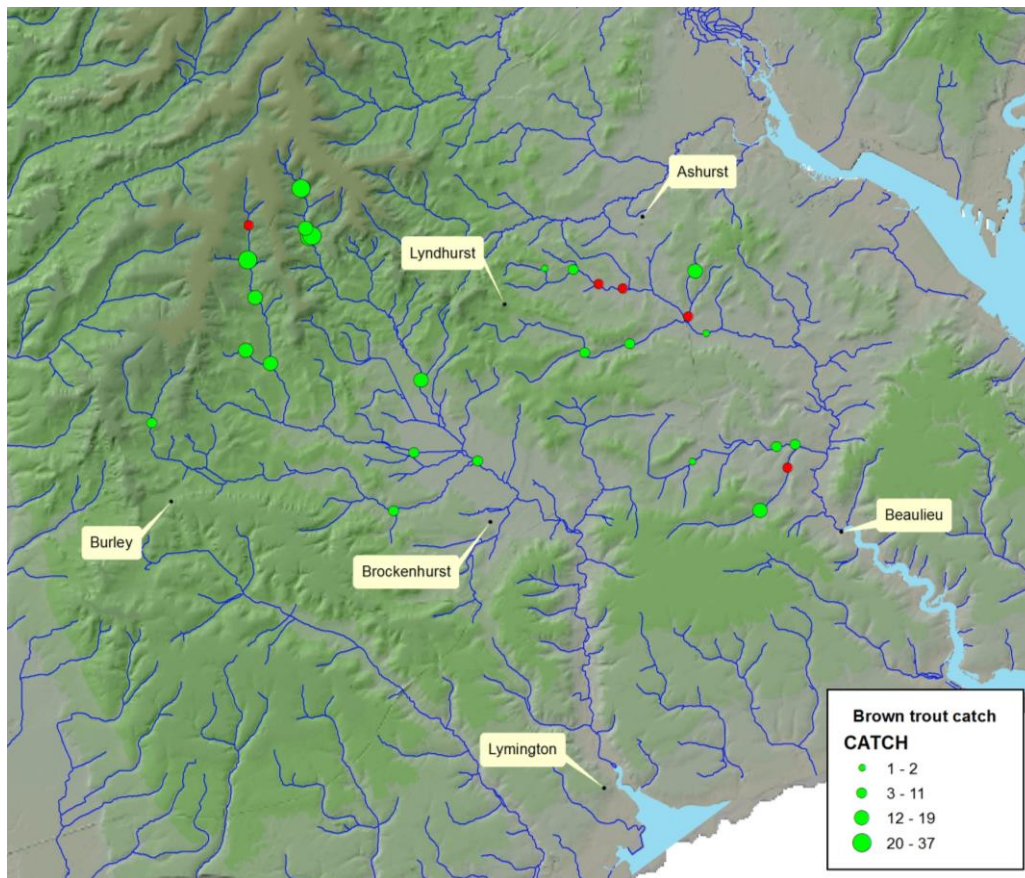 Ashurst
Lyndhurst
Burley
Brockenhurst
Beaulieu
Lymington
Brown trout catch
CATCH
1 - 2
3 - 11
12 - 19
20 - 37